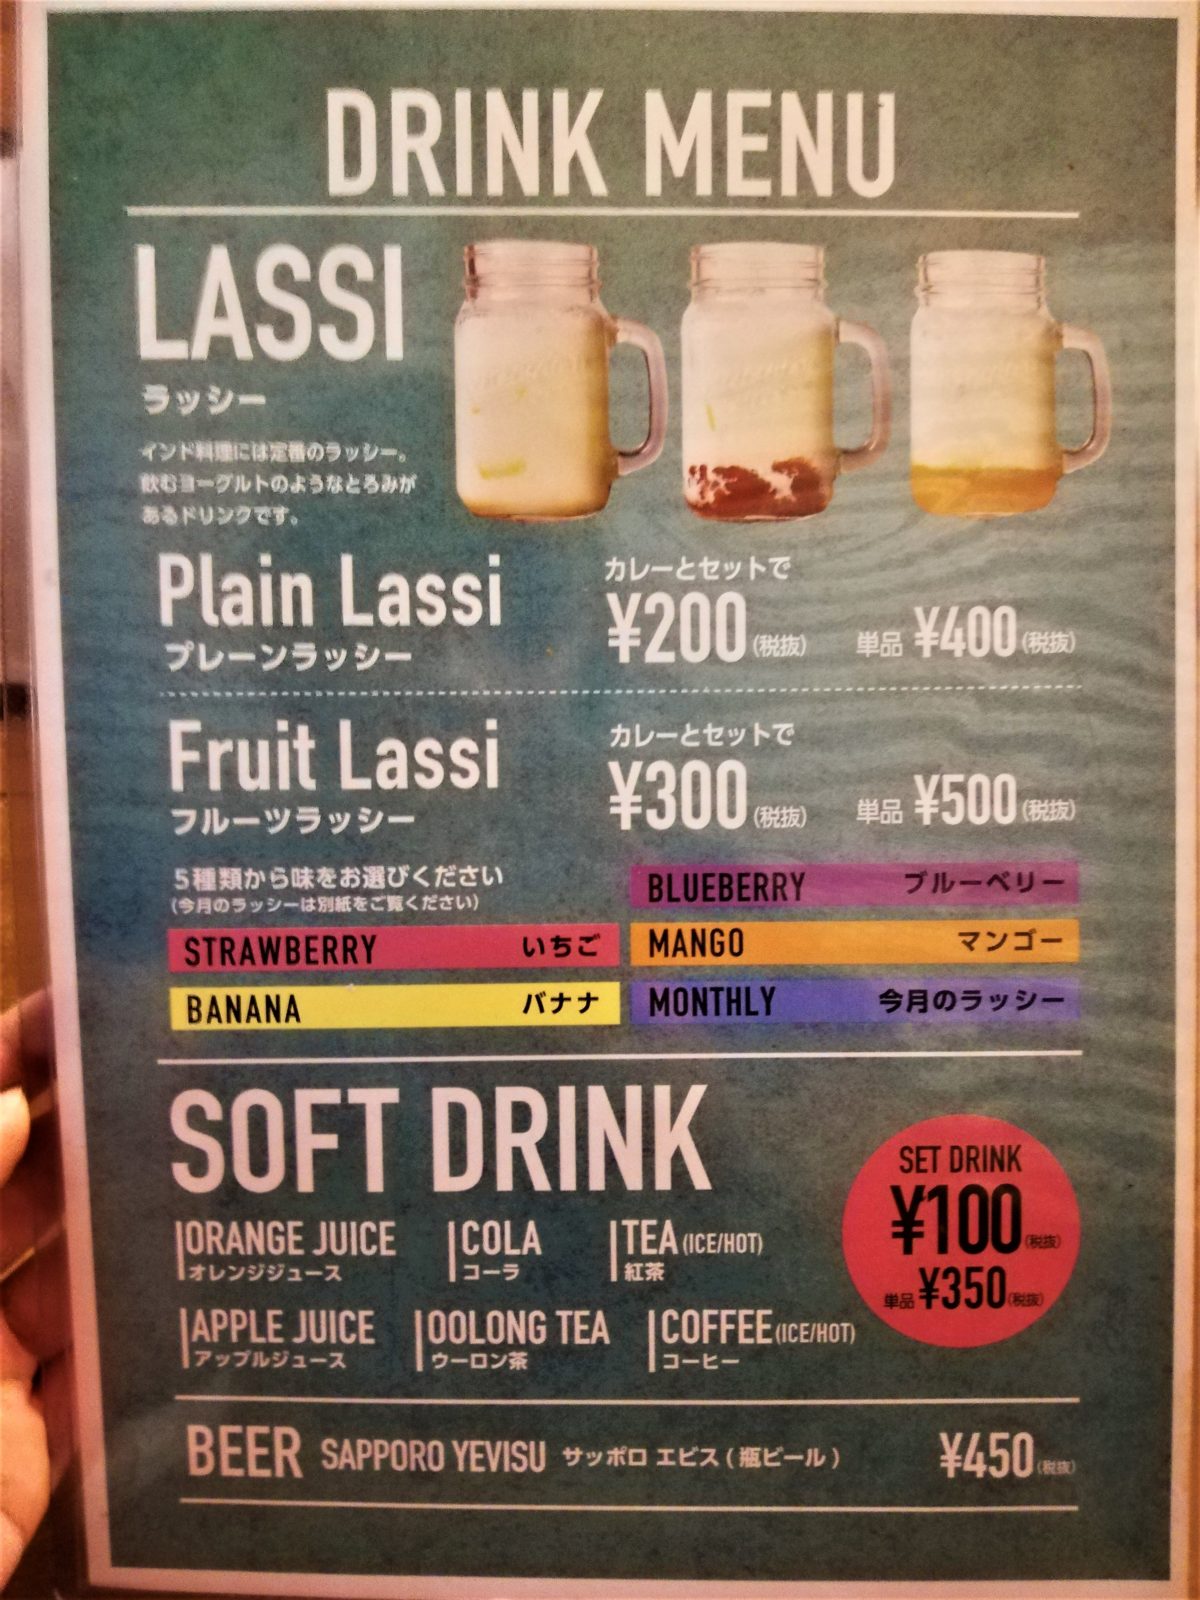 DRINK MENU
LASSI
ラッシー
インド料理には定番のラッシー。
飲むヨーグルトのようなとろみが
あるドリンクです。
Plain Lassi
プレーンラッシー
カレーとセットで
¥200(税抜) 単品 ¥400(税抜)
Fruit Lassi
フルーツラッシー
カレーとセットで
¥300(税抜) 単品 ¥500(税抜)
5種類から味をお選びください
(今月のラッシーは別紙をご覧ください)
BLUEBERRY ブルーベリー
STRAWBERRY いちご
MANGO マンゴー
BANANA バナナ
MONTHLY 今月のラッシー
SOFT DRINK
SET DRINK
¥100(税抜)
単品 ¥350(税抜)
ORANGE JUICE COLA TEA(ICE/HOT)
オレンジジュース コーラ 紅茶
APPLE JUICE OOLONG TEA COFFEE(ICE/HOT)
アップルジュース ウーロン茶 コーヒー
BEER SAPPORO YEVISU サッポロ エビス(瓶ビール) ¥450(税抜)